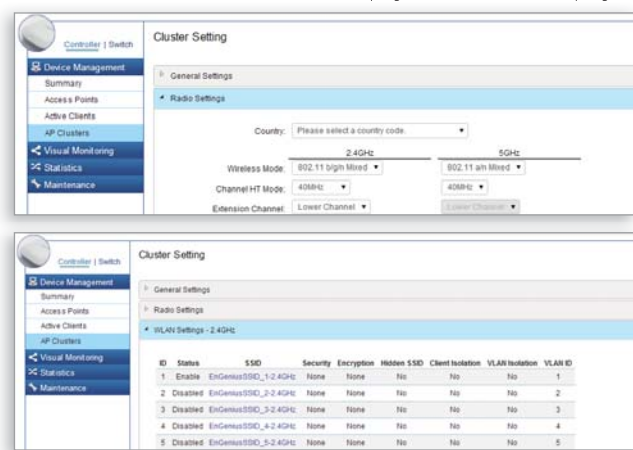 Cluster Setting
Controller | Switch
Device Management
Summary
Access Points
Active Clients
AP Clusters
Visual Monitoring
Statistics
Maintenance
General Settings
Radio Settings
Country: Please select a country code.
2.4GHz 5GHz
Wireless Mode: 802.11 b/g/n Mixed 802.11 a/n Mixed
Channel HT Mode: 40MHz 40MHz
Extension Channel: Lower Channel Lower Channel
Cluster Setting
Controller | Switch
Device Management
Summary
Access Points
Active Clients
AP Clusters
Visual Monitoring
Statistics
Maintenance
General Settings
Radio Settings
WLAN Settings - 2.4GHz
ID Status SSID Security Encryption Hidden SSID Client Isolation VLAN Isolation VLAN ID
1 Enable EnGeniusSSID_1-2.4GHz None None No No No 1
2 Disabled EnGeniusSSID_2-2.4GHz None None No No No 2
3 Disabled EnGeniusSSID_3-2.4GHz None None No No No 3
4 Disabled EnGeniusSSID_4-2.4GHz None None No No No 4
5 Disabled EnGeniusSSID_5-2.4GHz None None No No No 5